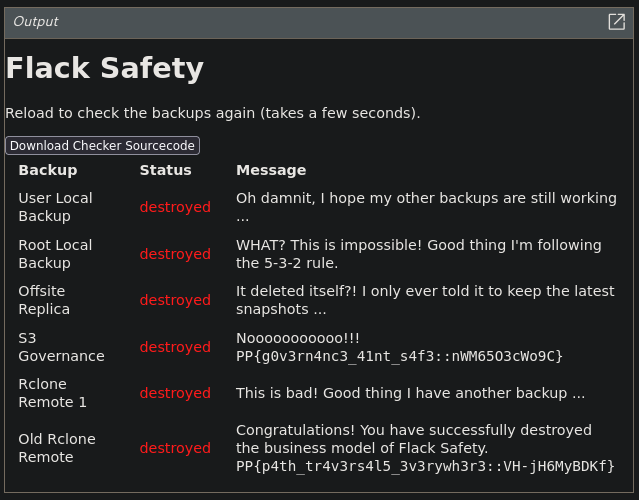 Output
Flack Safety
Reload to check the backups again (takes a few seconds).
Download Checker Sourcecode
Backup Status Message
User Local Backup destroyed Oh damnit, I hope my other backups are still working ...
Root Local Backup destroyed WHAT? This is impossible! Good thing I'm following the 5-3-2 rule.
Offsite Replica destroyed It deleted itself?! I only ever told it to keep the latest snapshots ...
S3 Governance destroyed Nooooooooooo!!! PP{g0v3rn4nc3_41nt_s4f3::nWM65O3cWo9C}
Rclone Remote 1 destroyed This is bad! Good thing I have another backup ...
Old Rclone Remote destroyed Congratulations! You have successfully destroyed the business model of Flack Safety. PP{p4th_tr4v3rs4l5_3v3rywh3r3::VH-jH6MyBDKf}